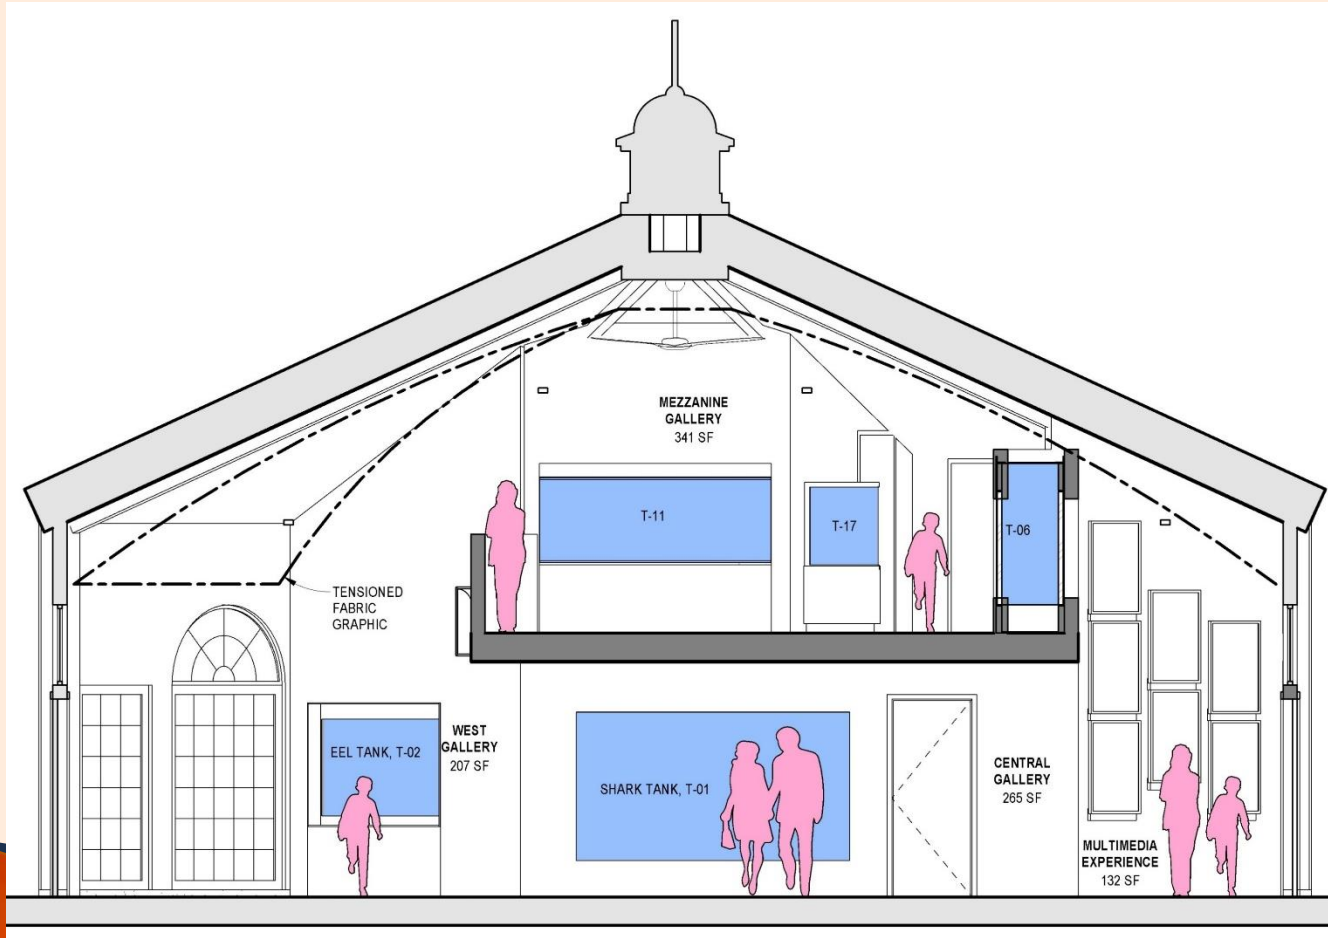 MEZZANINE
GALLERY
341 SF
T-11
T-17
T-06
TENSIONED
FABRIC
GRAPHIC
EEL TANK, T-02
WEST
GALLERY
207 SF
SHARK TANK, T-01
CENTRAL
GALLERY
265 SF
MULTIMEDIA
EXPERIENCE
132 SF